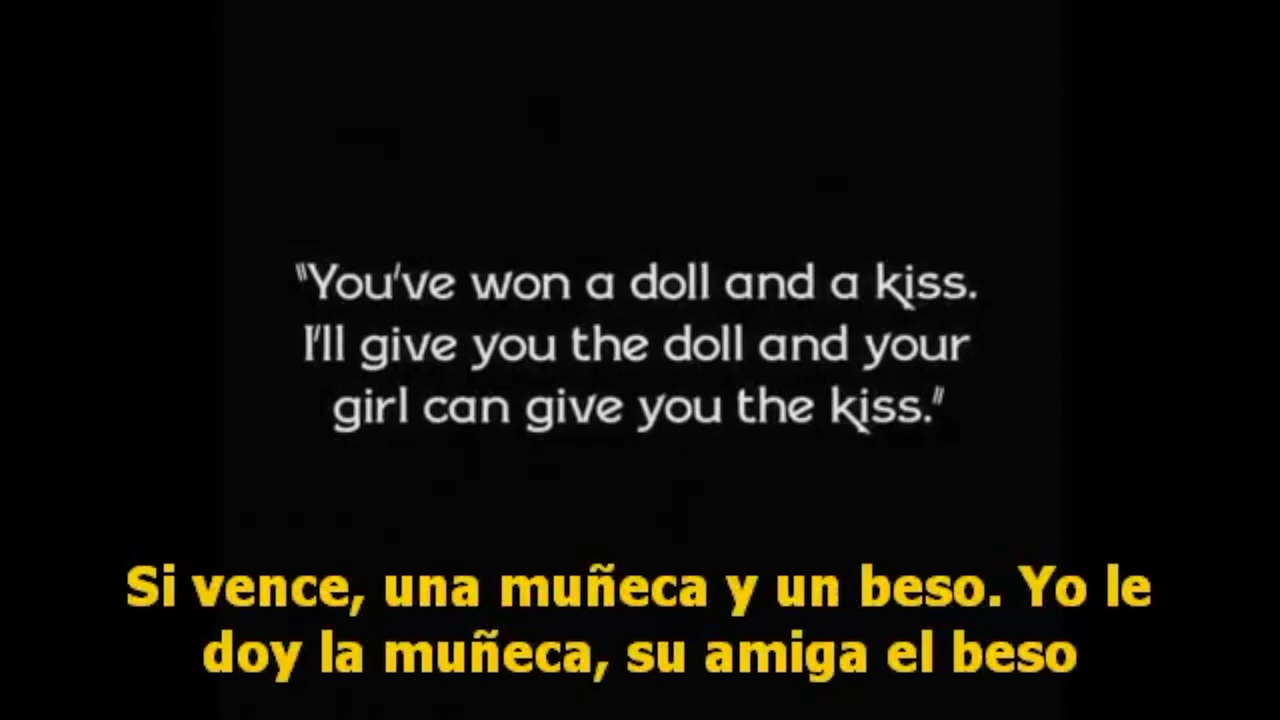 "You've won a doll and a kiss.
I'll give you the doll and your
girl can give you the kiss."
Si vence, una muñeca y un beso. Yo le
doy la muñeca, su amiga el beso